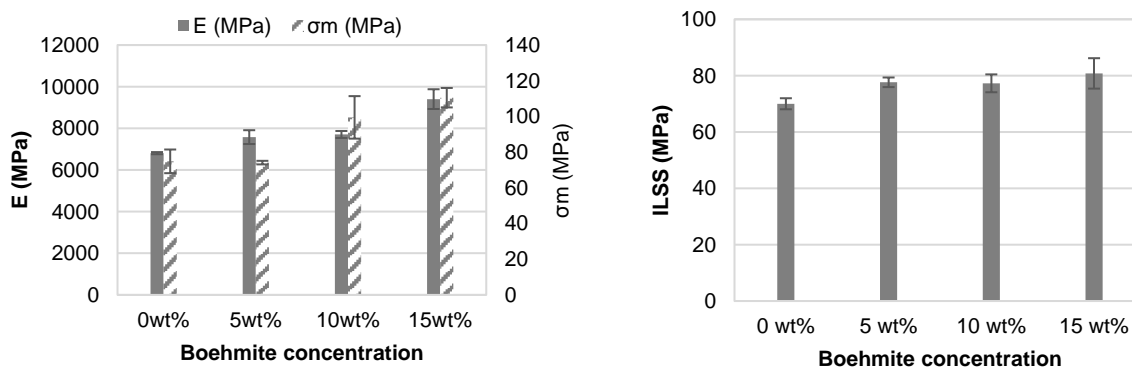 E (MPa) σm (MPa)
12000
10000
8000
6000
4000
2000
0
E (MPa)
140
120
100
80
60
40
20
0
σm (MPa)
0wt% 5wt% 10wt% 15wt%
Boehmite concentration
100
80
60
40
20
0
ILSS (MPa)
0 wt% 5 wt% 10 wt% 15 wt%
Boehmite concentration